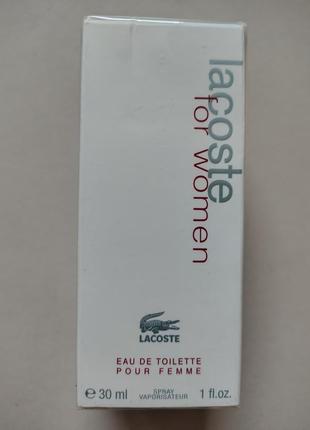 lacoste
for women
LACOSTE
EAU DE TOILETTE
POUR FEMME
℮ 30 ml SPRAY VAPORISATEUR 1 fl.oz.